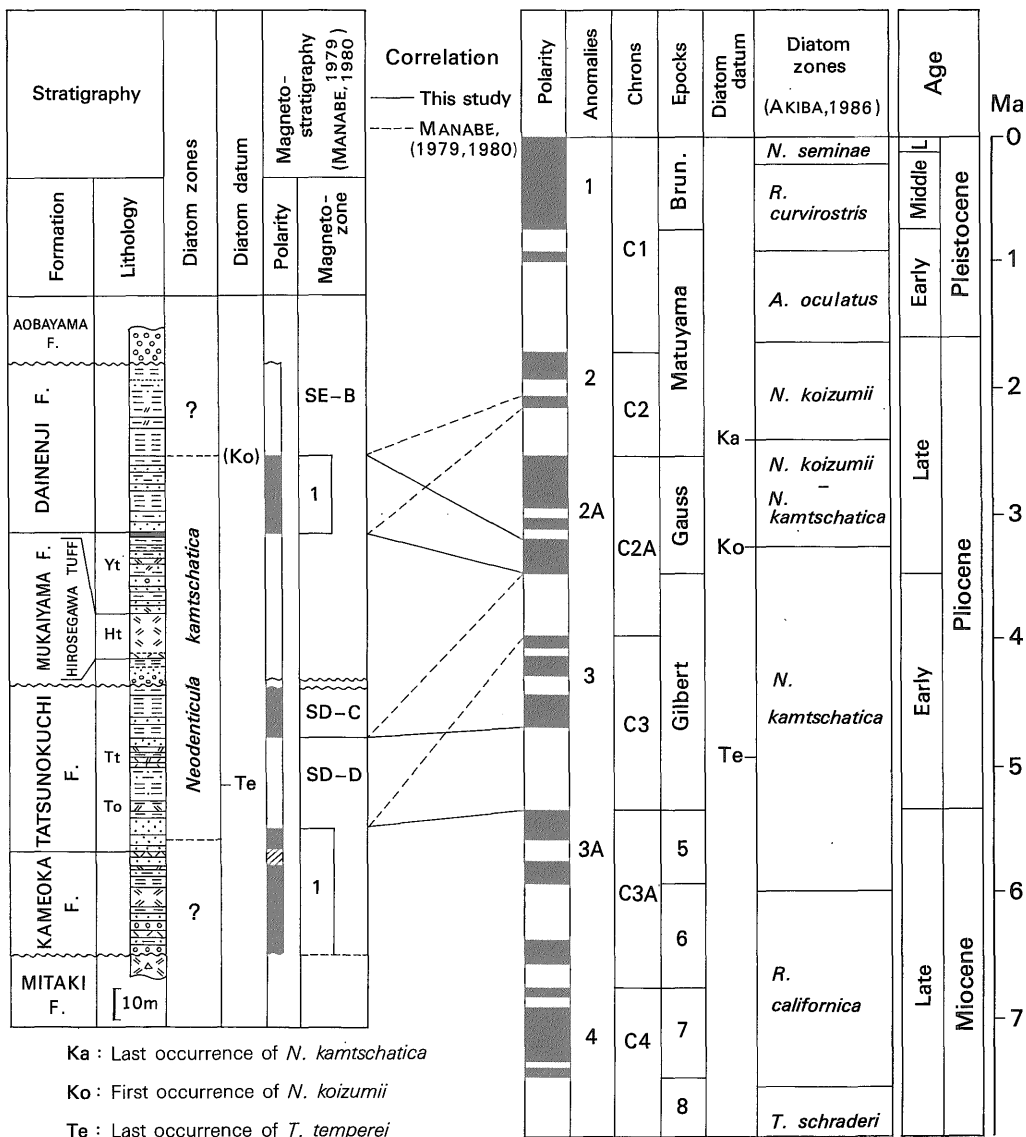 Stratigraphy
Formation
Lithology
Diatom zones
Diatom datum
Magneto-
stratigraphy
(MANABE, 1979
1980)
Polarity
Magneto-
zone
Correlation
This study
MANABE,
(1979,1980)
AOBAYAMA
F.
DAINENJI F.
MUKAIYAMA F.
HIROSEGAWA TUFF
TATSUNOKUCHI
F.
KAMEOKA
F.
MITAKI
F.
Yt
Ht
Tt
To
[10m
?
Neodenticula kamtschatica
?
(Ko)
Te
SE-B
1
SD-C
SD-D
1
Polarity
Anomalies
Chrons
Epocks
Diatom
datum
Diatom
zones
(AKIBA,1986)
Age
Ma
1
2
2A
3
3A
4
C1
C2
C2A
C3
C3A
C4
Brun.
Matuyama
Gauss
Gilbert
5
6
7
8
Ka
Ko
Te
N. seminae
R.
curvirostris
A. oculatus
N. koizumii
N. koizumii
–
N.
kamtschatica
N.
kamtschatica
R.
californica
T. schraderi
L
Middle
Early
Late
Early
Late
Pleistocene
Pliocene
Miocene
0
1
2
3
4
5
6
7
Ka : Last occurrence of N. kamtschatica
Ko : First occurrence of N. koizumii
Te : Last occurrence of T. temperei